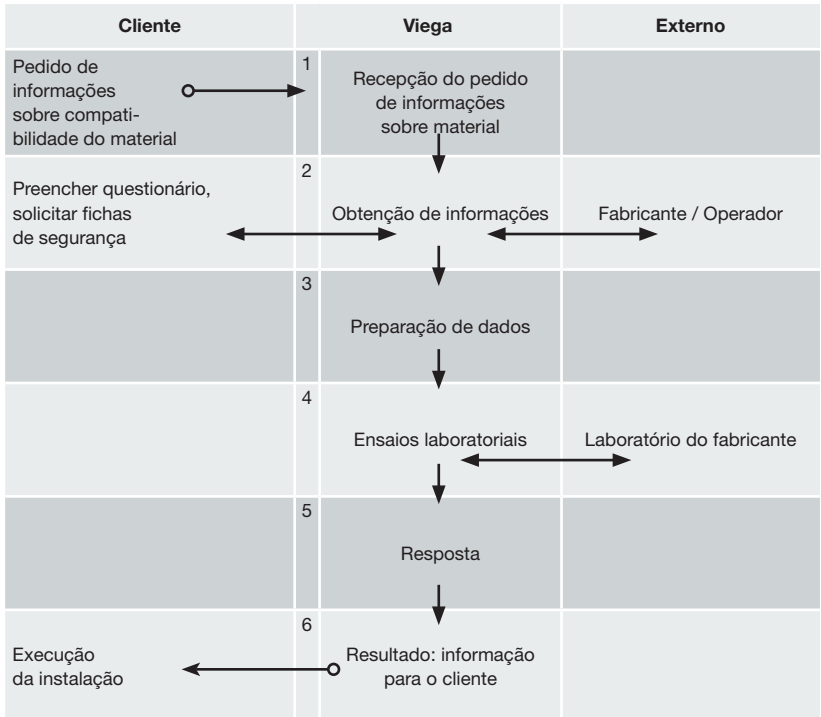 Cliente
Viega
Externo
Pedido de
informações
sobre compati-
bilidade do material
1
Recepção do pedido
de informações
sobre material
Preencher questionário,
solicitar fichas
de segurança
2
Obtenção de informações
Fabricante / Operador
3
Preparação de dados
4
Ensaios laboratoriais
Laboratório do fabricante
5
Resposta
Execução
da instalação
6
Resultado: informação
para o cliente